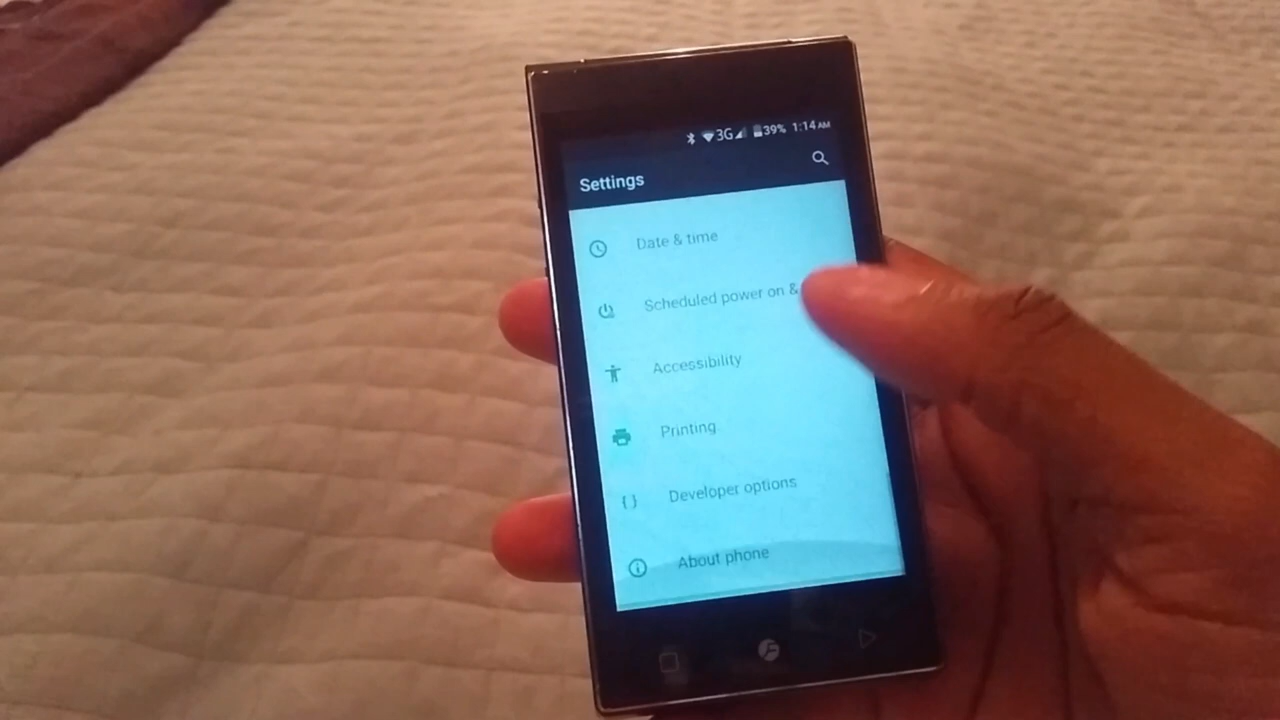 3G 39% 1:14 AM
Settings
Date & time
Scheduled power on &
Accessibility
Printing
{ } Developer options
About phone